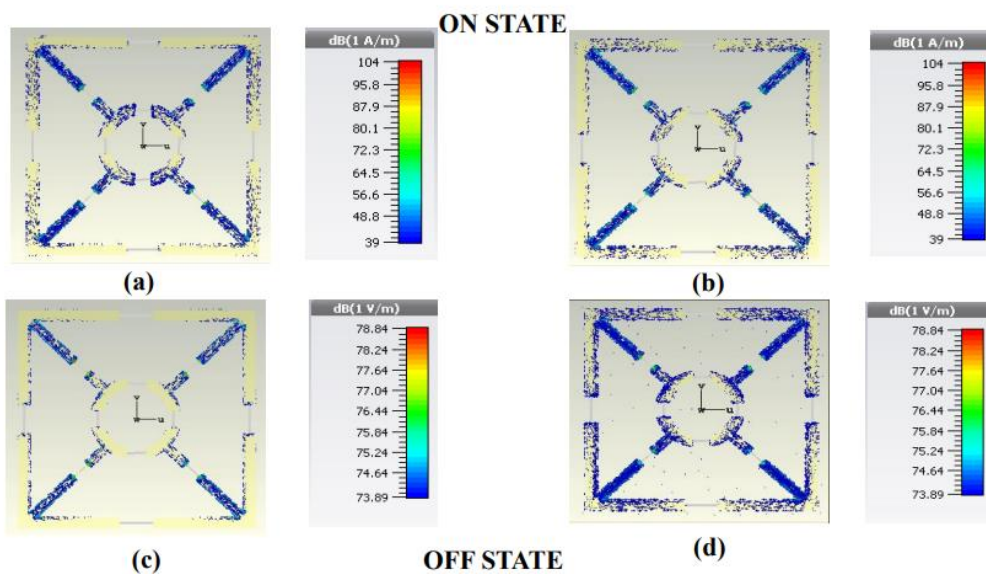 ON STATE
dB(1 A/m)
104
95.8
87.9
80.1
72.3
64.5
56.6
48.8
39
v
w u
(a)
dB(1 A/m)
104
95.8
87.9
80.1
72.3
64.5
56.6
48.8
39
v
w u
(b)
dB(1 V/m)
78.84
78.24
77.64
77.04
76.44
75.84
75.24
74.64
73.89
v
w u
(c)
dB(1 V/m)
78.84
78.24
77.64
77.04
76.44
75.84
75.24
74.64
73.89
v
w u
(d)
OFF STATE